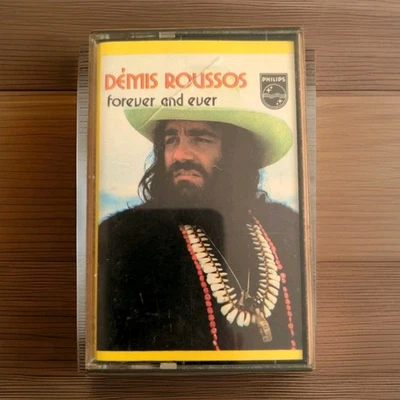 DÉMIS ROUSSOS
forever and ever
PHILIPS